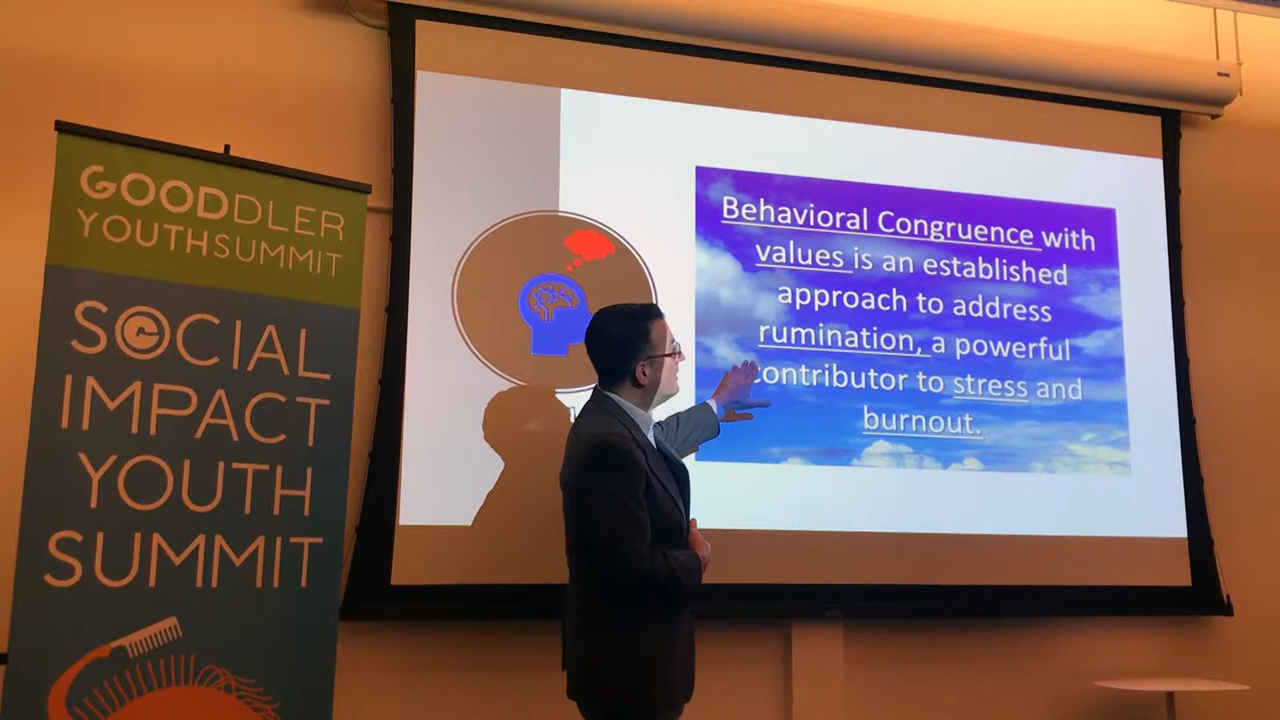 GOODDLER
YOUTHSUMMIT
SOCIAL
IMPACT
YOUTH
SUMMIT
Behavioral Congruence with
values is an established
approach to address
rumination, a powerful
contributor to stress and
burnout.